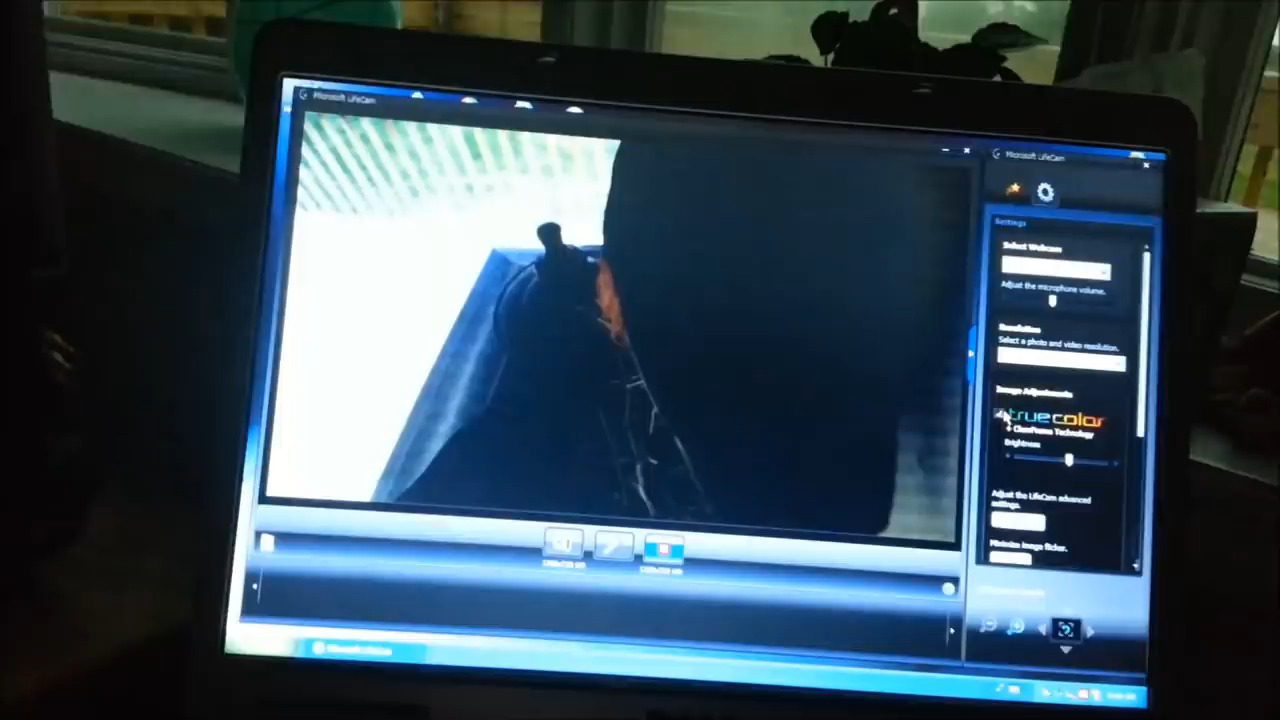 Microsoft LifeCam
Microsoft LifeCam
Settings
Select Webcam
Adjust the microphone volume.
Resolution
Select a photo and video resolution.
Image Adjustments
truecolor
+ ClearFrame Technology
Brightness
Adjust the LifeCam advanced
settings.
Minimize image flicker.